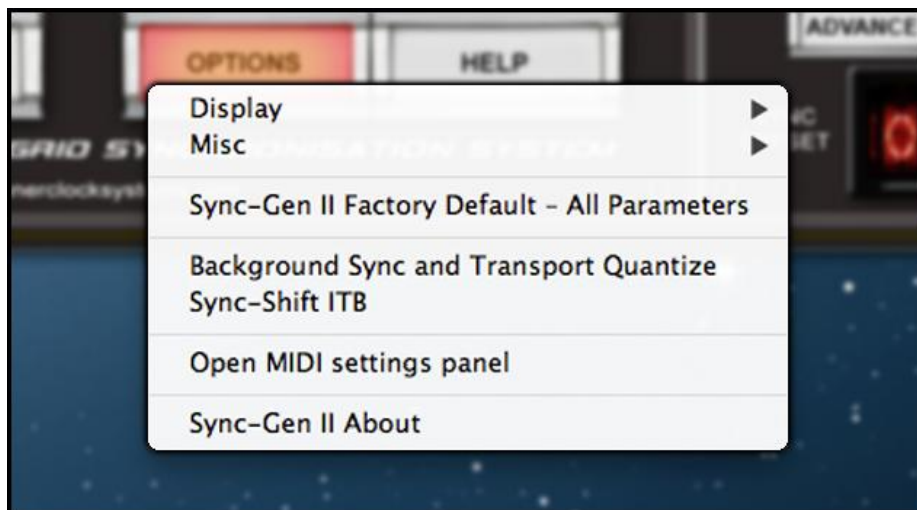 ADVANCE
OPTIONS
HELP
Display
Misc
Sync-Gen II Factory Default – All Parameters
Background Sync and Transport Quantize
Sync-Shift ITB
Open MIDI settings panel
Sync-Gen II About